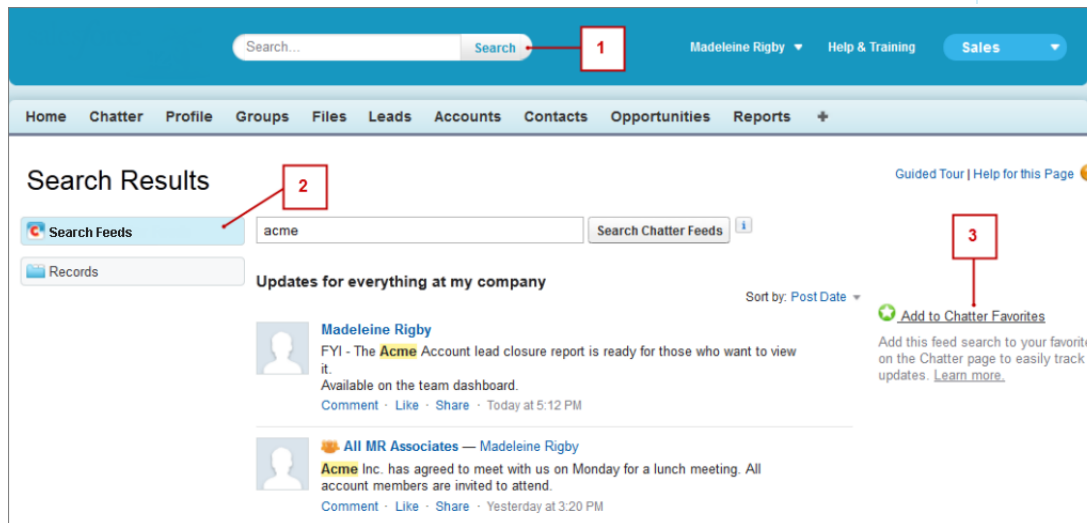 Search...
Search
1
Madeleine Rigby
Help & Training
Sales
Home Chatter Profile Groups Files Leads Accounts Contacts Opportunities Reports +
Search Results
2
Guided Tour | Help for this Page
Search Feeds
acme
Search Chatter Feeds
i
3
Records
Updates for everything at my company
Sort by: Post Date
Add to Chatter Favorites
Add this feed search to your favorite
on the Chatter page to easily track
updates. Learn more.
Madeleine Rigby
FYI - The Acme Account lead closure report is ready for those who want to view
it.
Available on the team dashboard.
Comment · Like · Share · Today at 5:12 PM
All MR Associates — Madeleine Rigby
Acme Inc. has agreed to meet with us on Monday for a lunch meeting. All
account members are invited to attend.
Comment · Like · Share · Yesterday at 3:20 PM